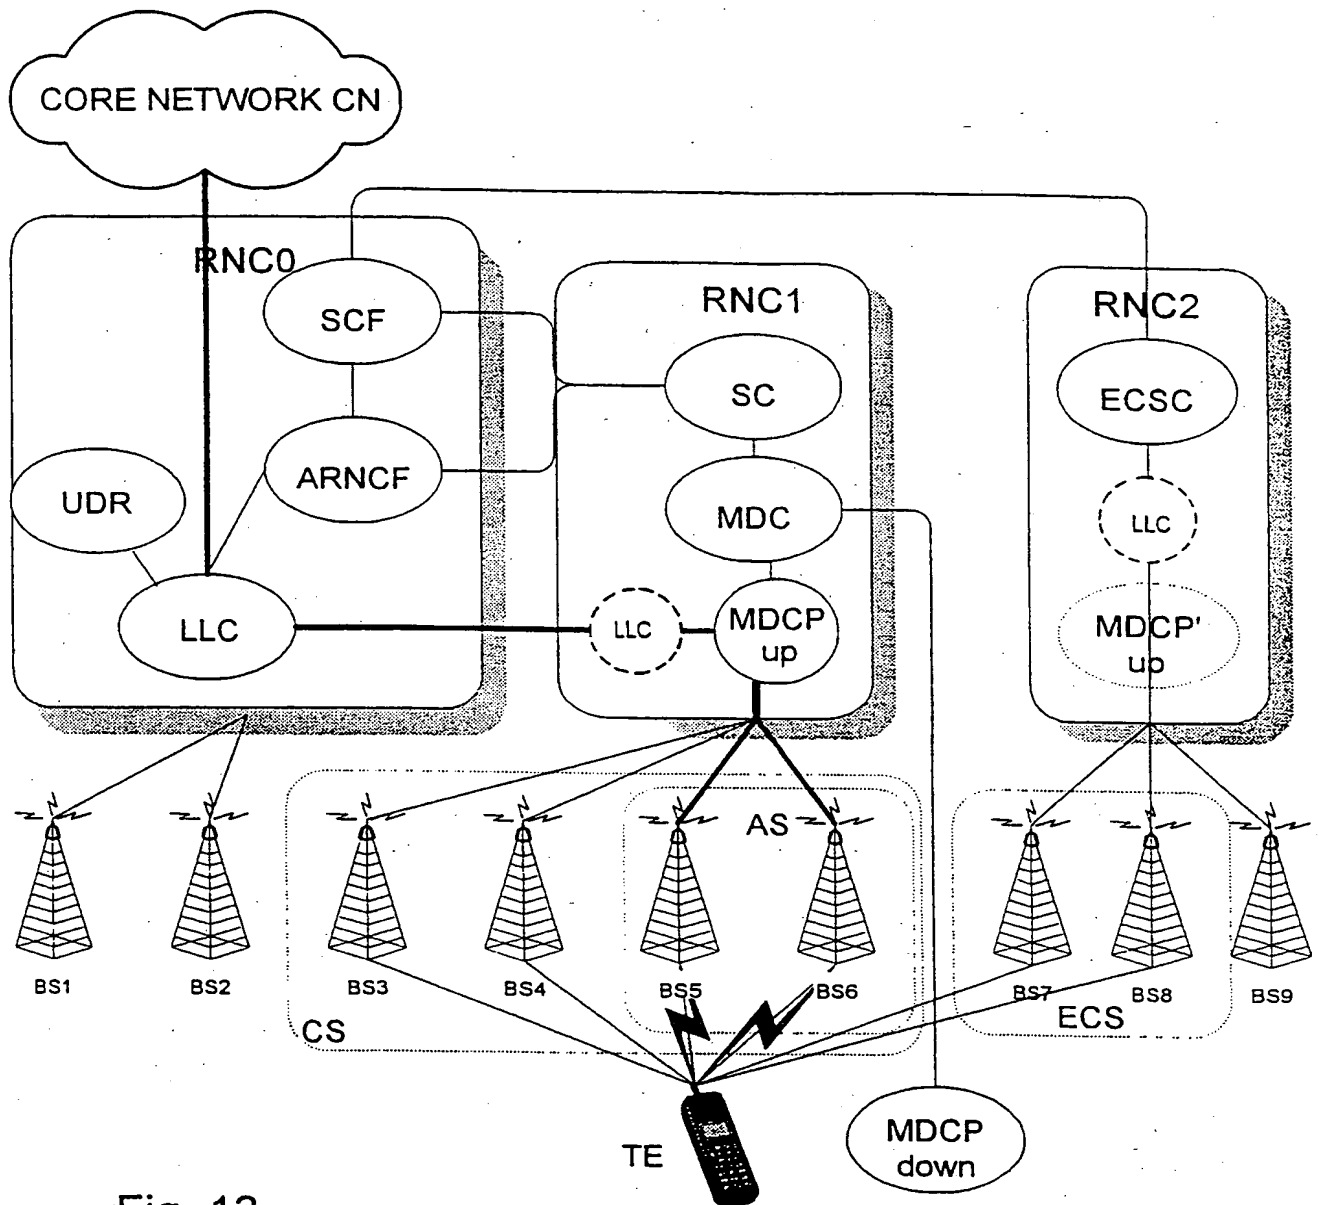 CORE NETWORK CN
RNC0
SCF
ARNCF
UDR
LLC
RNC1
SC
MDC
LLC
MDCP
up
RNC2
ECSC
LLC
MDCP'
up
AS
BS1
BS2
BS3
BS4
BS5
BS6
BS7
BS8
BS9
CS
ECS
TE
MDCP
down